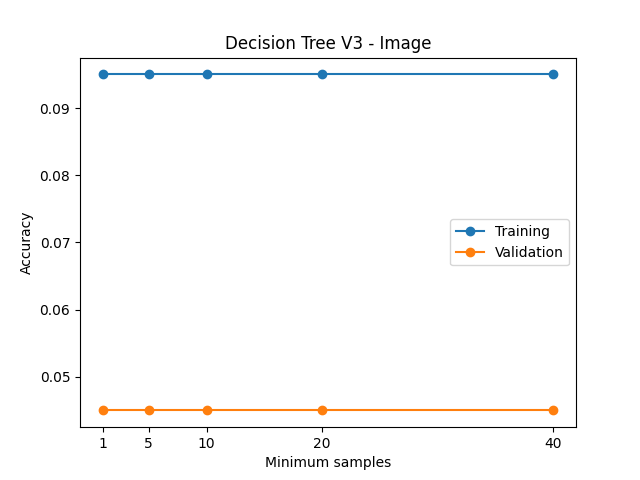 Decision Tree V3 - Image
Accuracy
0.09
0.08
0.07
0.06
0.05
Training
Validation
1 5 10 20 40
Minimum samples